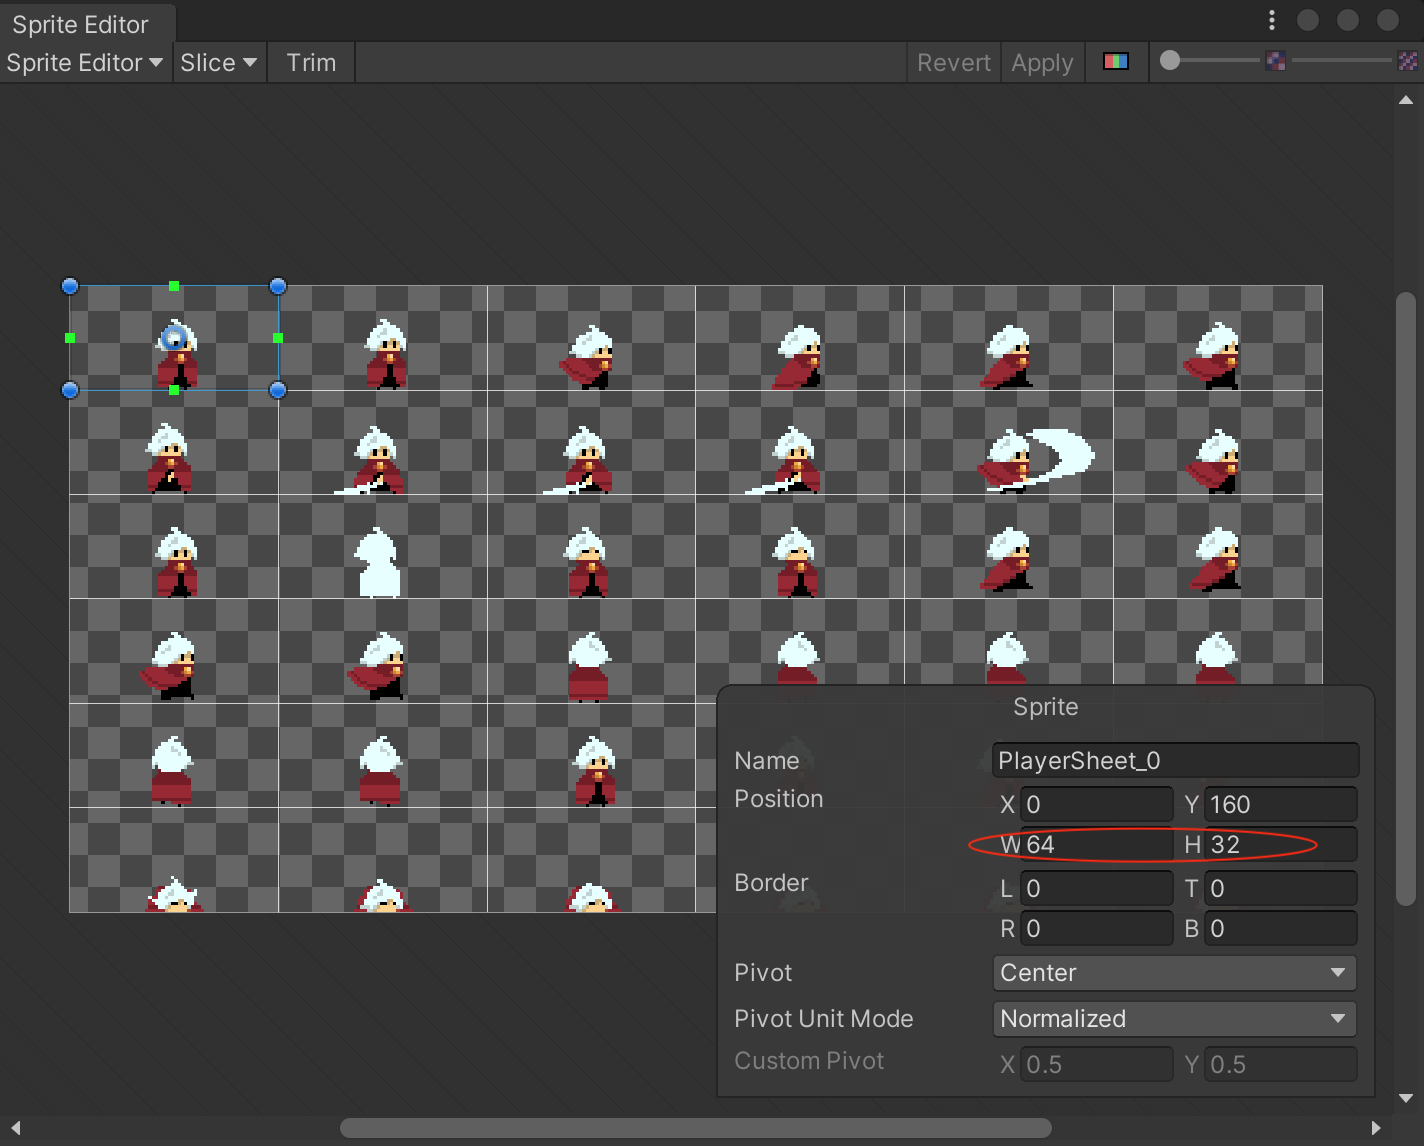 Sprite Editor
Sprite Editor Slice Trim Revert Apply
Sprite
Name PlayerSheet_0
Position X 0 Y 160
W 64 H 32
Border L 0 T 0
R 0 B 0
Pivot Center
Pivot Unit Mode Normalized
Custom Pivot X 0.5 Y 0.5